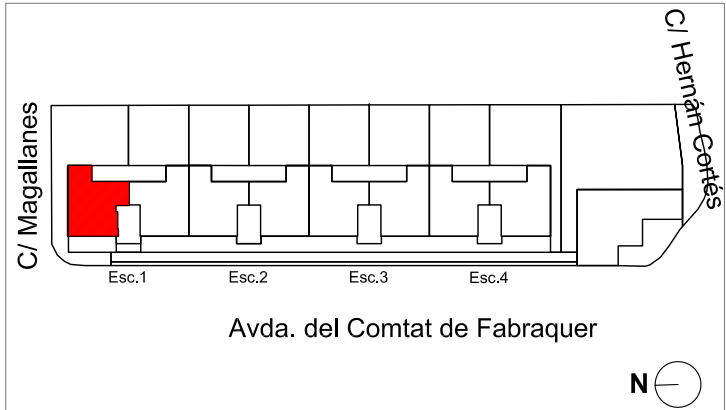 C/ Magallanes
C/ Hernán Cortés
Esc.1
Esc.2
Esc.3
Esc.4
Avda. del Comtat de Fabraquer
N